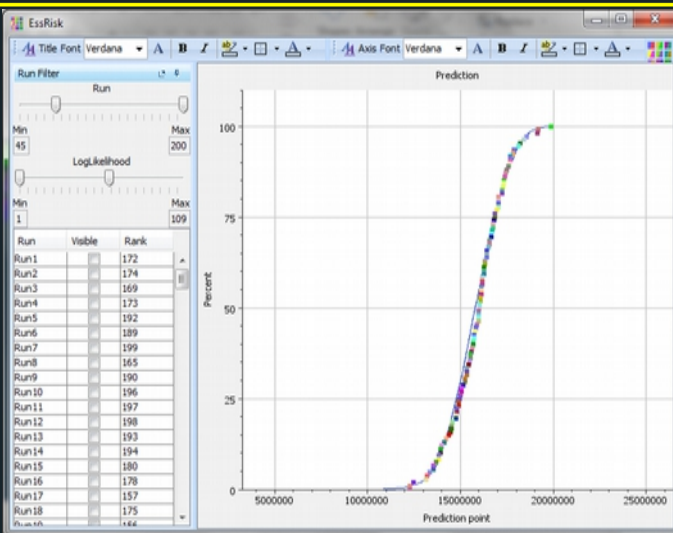 EssRisk
Title Font Verdana A B I ab A Axis Font Verdana A B I ab A
Run Filter
Run
Min Max
45 200
LogLikelihood
Min Max
1 109
Run Visible Rank
Run1 172
Run2 174
Run3 169
Run4 173
Run5 192
Run6 189
Run7 199
Run8 165
Run9 190
Run10 196
Run11 197
Run12 198
Run13 193
Run14 194
Run15 180
Run16 178
Run17 157
Run18 175
Prediction
Percent
100
75
50
25
0
5000000 10000000 15000000 20000000 25000000
Prediction point